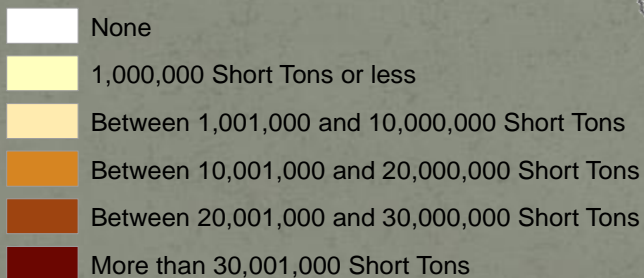 None
1,000,000 Short Tons or less
Between 1,001,000 and 10,000,000 Short Tons
Between 10,001,000 and 20,000,000 Short Tons
Between 20,001,000 and 30,000,000 Short Tons
More than 30,001,000 Short Tons